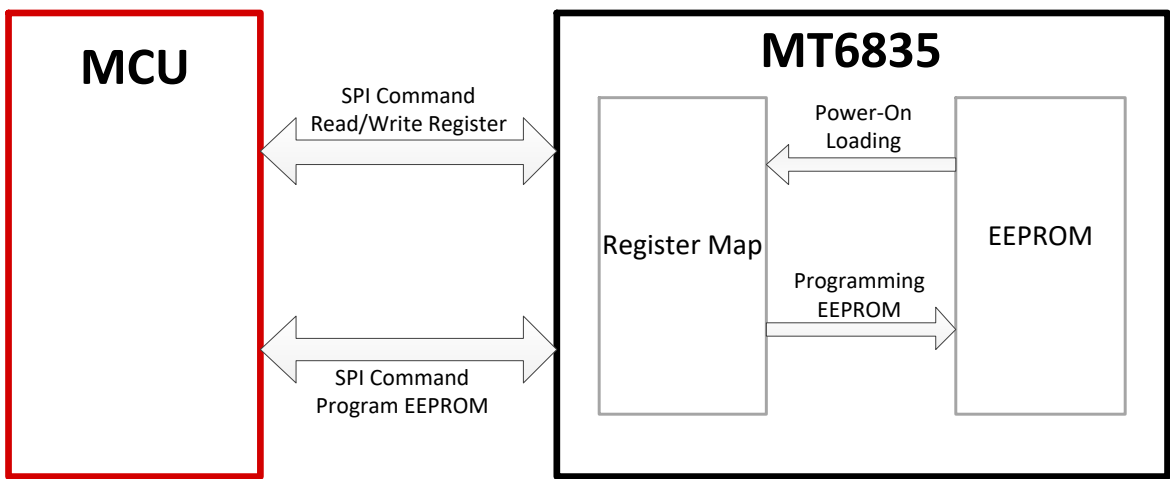 MCU
MT6835
SPI Command
Read/Write Register
Power-On
Loading
Register Map
EEPROM
Programming
EEPROM
SPI Command
Program EEPROM